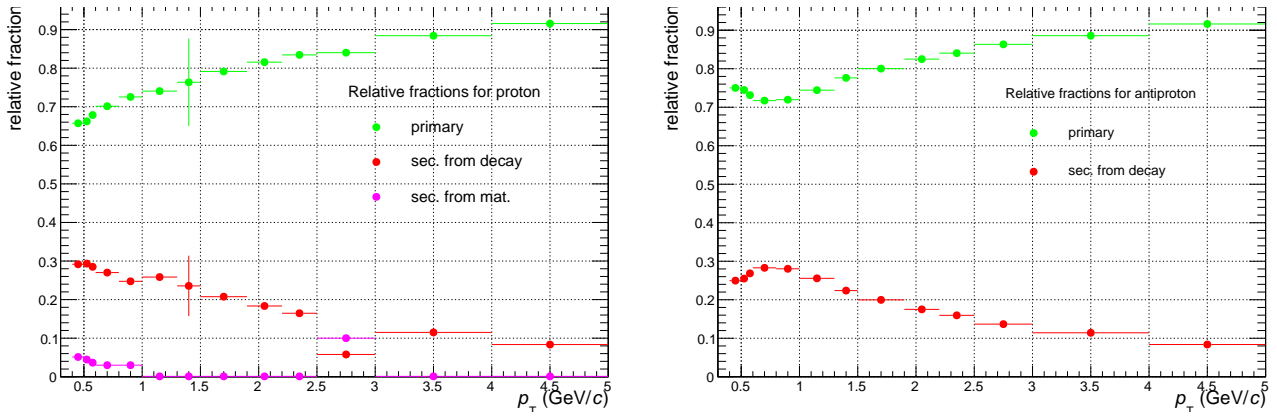 relative fraction
0.9
0.8
0.7
0.6
0.5
0.4
0.3
0.2
0.1
0
Relative fractions for proton
primary
sec. from decay
sec. from mat.
0.5 1 1.5 2 2.5 3 3.5 4 4.5 5
p_T (GeV/c)
relative fraction
0.9
0.8
0.7
0.6
0.5
0.4
0.3
0.2
0.1
0
Relative fractions for antiproton
primary
sec. from decay
0.5 1 1.5 2 2.5 3 3.5 4 4.5 5
p_T (GeV/c)